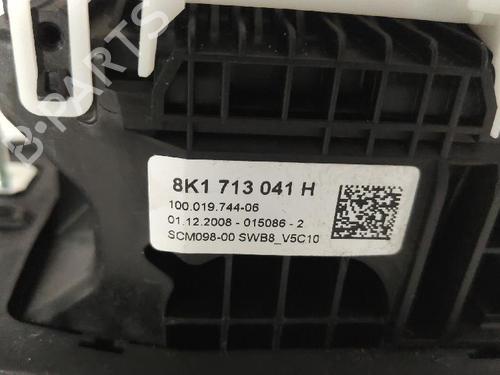 B-PARTS
8K1 713 041 H
100.019.744-06
01.12.2008 - 015086 - 2
SCM098-00 SWB8_V5C10